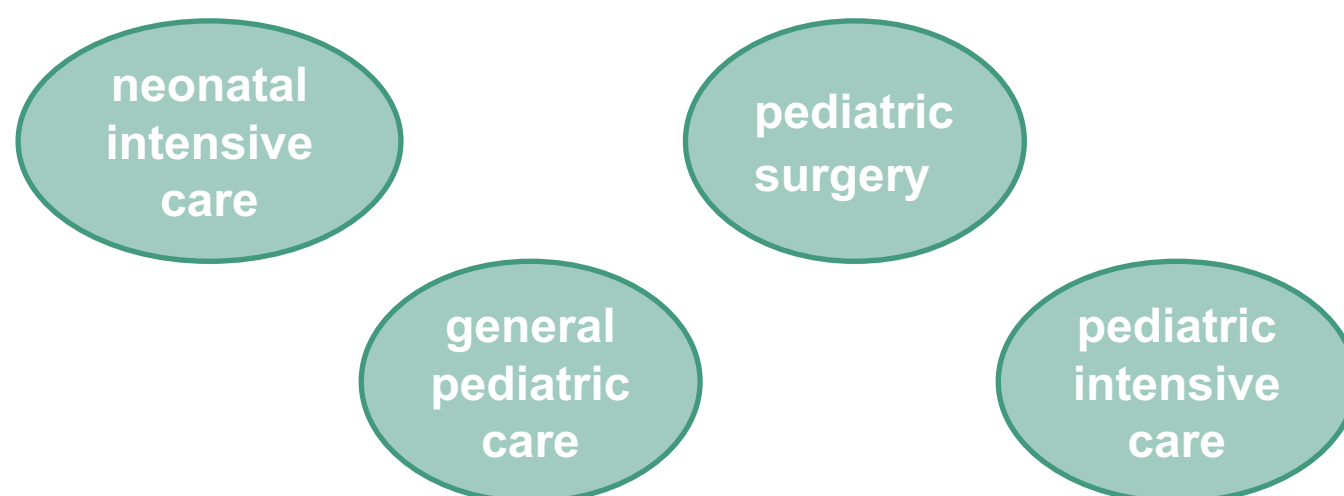 neonatal
intensive
care
pediatric
surgery
general
pediatric
care
pediatric
intensive
care